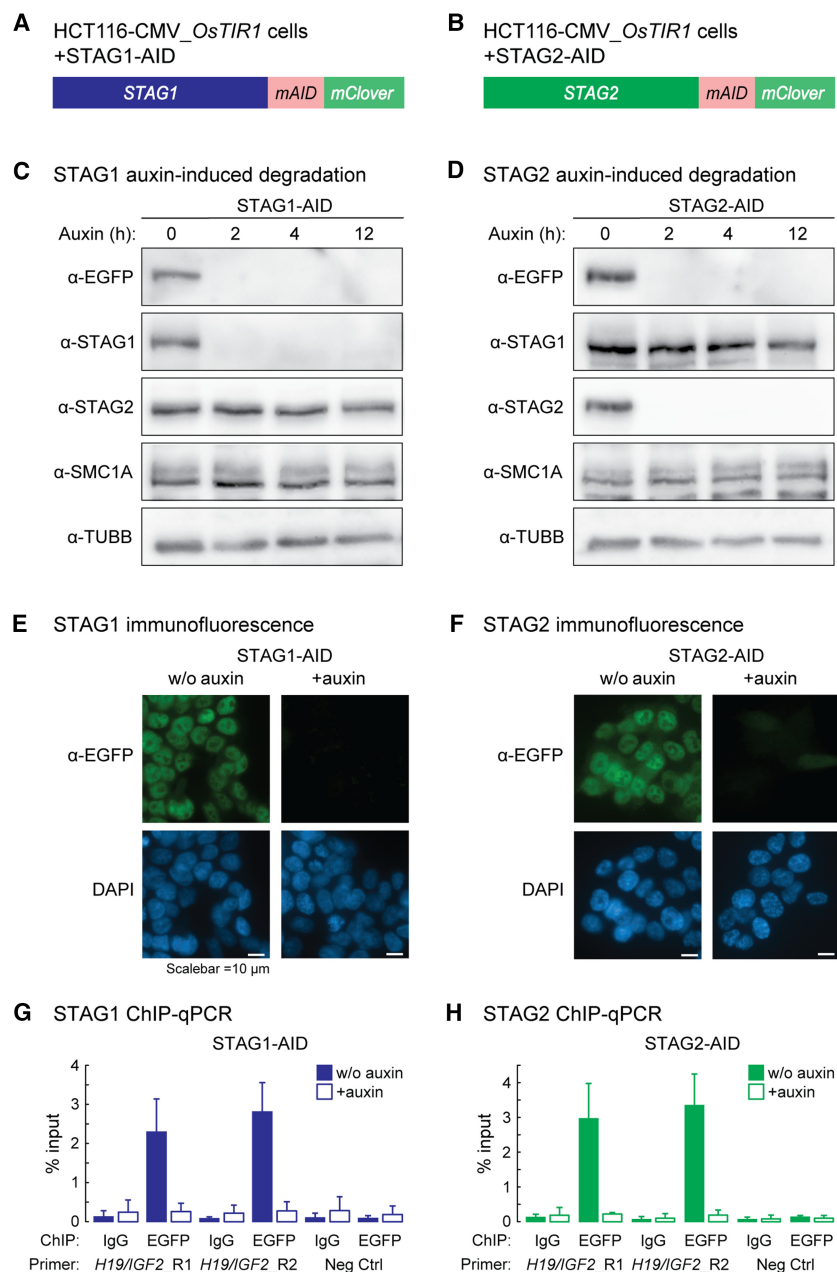 A HCT116-CMV_OsTIR1 cells
+STAG1-AID
STAG1 mAID mClover
B HCT116-CMV_OsTIR1 cells
+STAG2-AID
STAG2 mAID mClover
C STAG1 auxin-induced degradation
STAG1-AID
Auxin (h): 0 2 4 12
α-EGFP
α-STAG1
α-STAG2
α-SMC1A
α-TUBB
D STAG2 auxin-induced degradation
STAG2-AID
Auxin (h): 0 2 4 12
α-EGFP
α-STAG1
α-STAG2
α-SMC1A
α-TUBB
E STAG1 immunofluorescence
STAG1-AID
w/o auxin +auxin
α-EGFP
DAPI
Scalebar =10 μm
F STAG2 immunofluorescence
STAG2-AID
w/o auxin +auxin
α-EGFP
DAPI
G STAG1 ChIP-qPCR
STAG1-AID
w/o auxin
+auxin
% input
4
3
2
1
0
ChIP: IgG EGFP IgG EGFP IgG EGFP
Primer: H19/IGF2 R1 H19/IGF2 R2 Neg Ctrl
H STAG2 ChIP-qPCR
STAG2-AID
w/o auxin
+auxin
% input
4
3
2
1
0
ChIP: IgG EGFP IgG EGFP IgG EGFP
Primer: H19/IGF2 R1 H19/IGF2 R2 Neg Ctrl